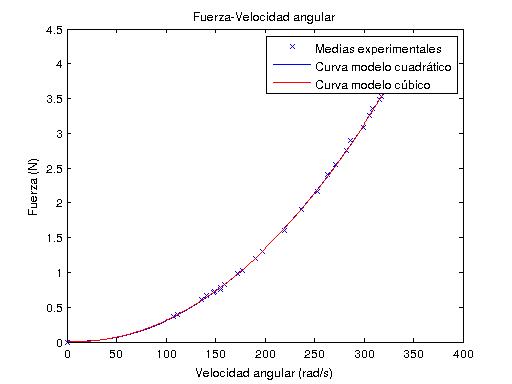 Fuerza-Velocidad angular
4.5
4
3.5
3
2.5
2
1.5
1
0.5
0
Fuerza (N)
Medias experimentales
Curva modelo cuadrático
Curva modelo cúbico
0 50 100 150 200 250 300 350 400
Velocidad angular (rad/s)